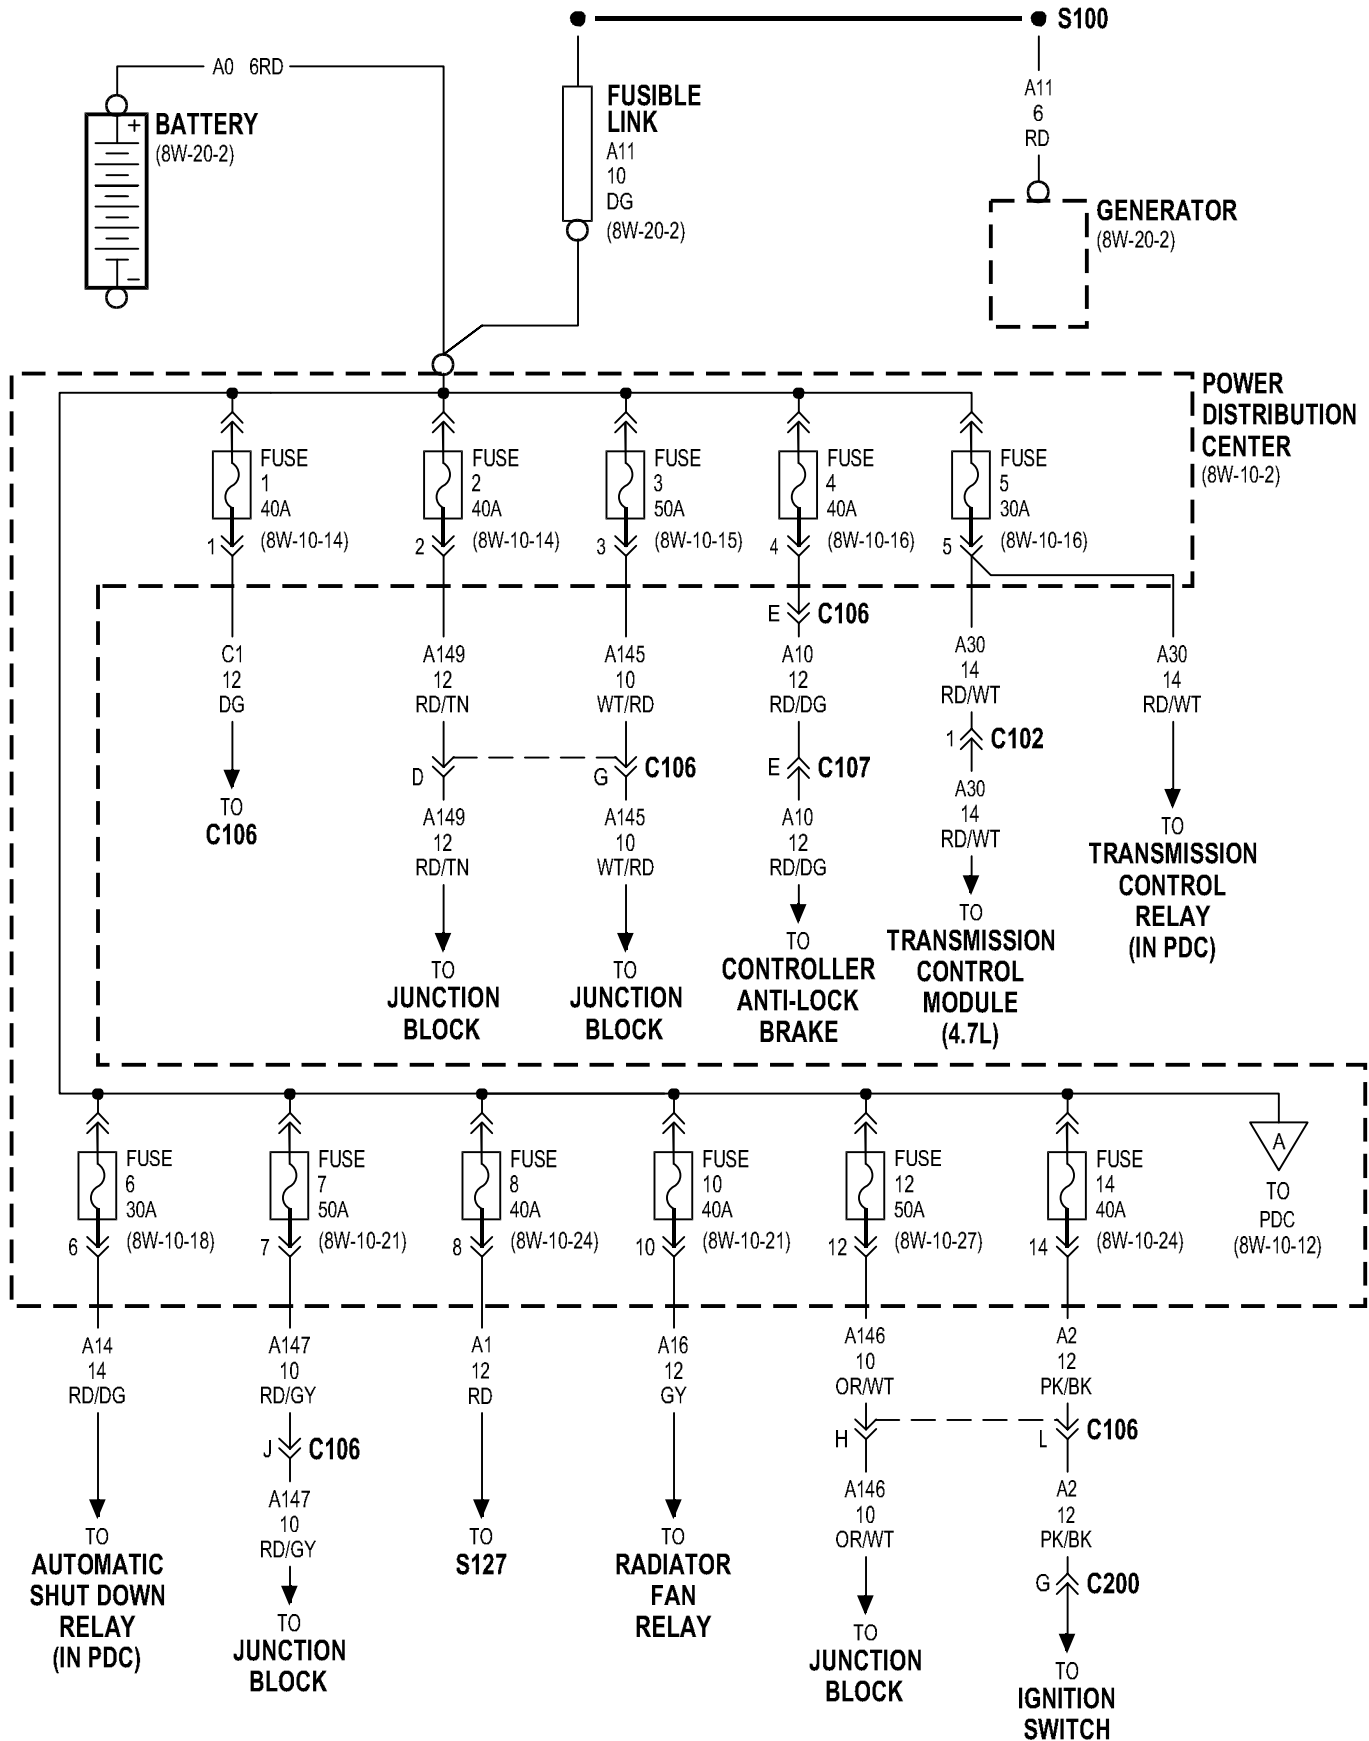 S100
A0 6RD
BATTERY
(8W-20-2)
+
−
FUSIBLE
LINK
A11
10
DG
(8W-20-2)
A11
6
RD
GENERATOR
(8W-20-2)
POWER
DISTRIBUTION
CENTER
(8W-10-2)
FUSE
1
40A
(8W-10-14)
1
FUSE
2
40A
(8W-10-14)
2
FUSE
3
50A
(8W-10-15)
3
FUSE
4
40A
(8W-10-16)
4
FUSE
5
30A
(8W-10-16)
5
C1
12
DG
TO
C106
A149
12
RD/TN
D
A149
12
RD/TN
TO
JUNCTION
BLOCK
A145
10
WT/RD
G
C106
A145
10
WT/RD
TO
JUNCTION
BLOCK
E
C106
A10
12
RD/DG
E
C107
A10
12
RD/DG
TO
CONTROLLER
ANTI-LOCK
BRAKE
A30
14
RD/WT
1
C102
A30
14
RD/WT
TO
TRANSMISSION
CONTROL
MODULE
(4.7L)
A30
14
RD/WT
TO
TRANSMISSION
CONTROL
RELAY
(IN PDC)
FUSE
6
30A
(8W-10-18)
6
FUSE
7
50A
(8W-10-21)
7
FUSE
8
40A
(8W-10-24)
8
FUSE
10
40A
(8W-10-21)
10
FUSE
12
50A
(8W-10-27)
12
FUSE
14
40A
(8W-10-24)
14
A
TO
PDC
(8W-10-12)
A14
14
RD/DG
TO
AUTOMATIC
SHUT DOWN
RELAY
(IN PDC)
A147
10
RD/GY
J
C106
A147
10
RD/GY
TO
JUNCTION
BLOCK
A1
12
RD
TO
S127
A16
12
GY
TO
RADIATOR
FAN
RELAY
A146
10
OR/WT
H
A146
10
OR/WT
TO
JUNCTION
BLOCK
A2
12
PK/BK
L
C106
A2
12
PK/BK
G
C200
TO
IGNITION
SWITCH